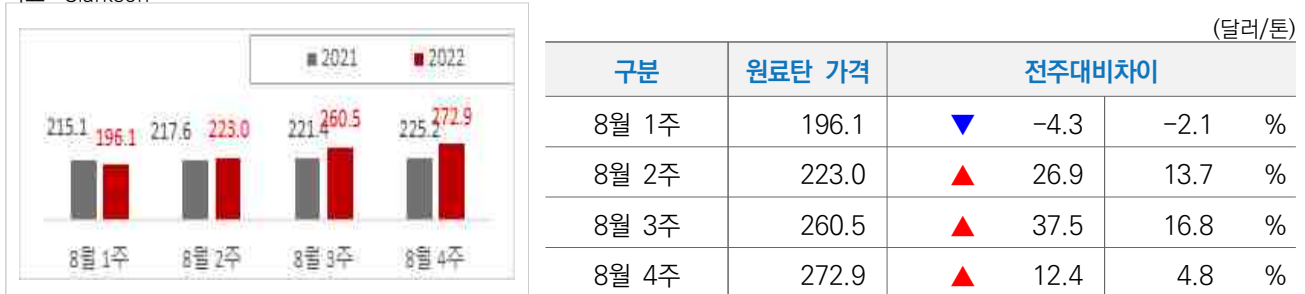 ■ 2021 ■ 2022
215.1 196.1 217.6 223.0 221.4 260.5 225.2 272.9
8월 1주 8월 2주 8월 3주 8월 4주
(달러/톤)
구분 원료탄 가격 전주대비차이
8월 1주 196.1 ▼ -4.3 -2.1 %
8월 2주 223.0 ▲ 26.9 13.7 %
8월 3주 260.5 ▲ 37.5 16.8 %
8월 4주 272.9 ▲ 12.4 4.8 %